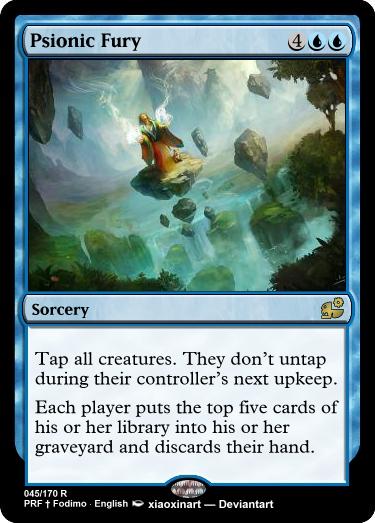 Psionic Fury 4
Sorcery
Tap all creatures. They don't untap
during their controller's next upkeep.
Each player puts the top five cards of
his or her library into his or her
graveyard and discards their hand.
045/170 R
PRF † Fodimo · English xiaoxinart — Deviantart